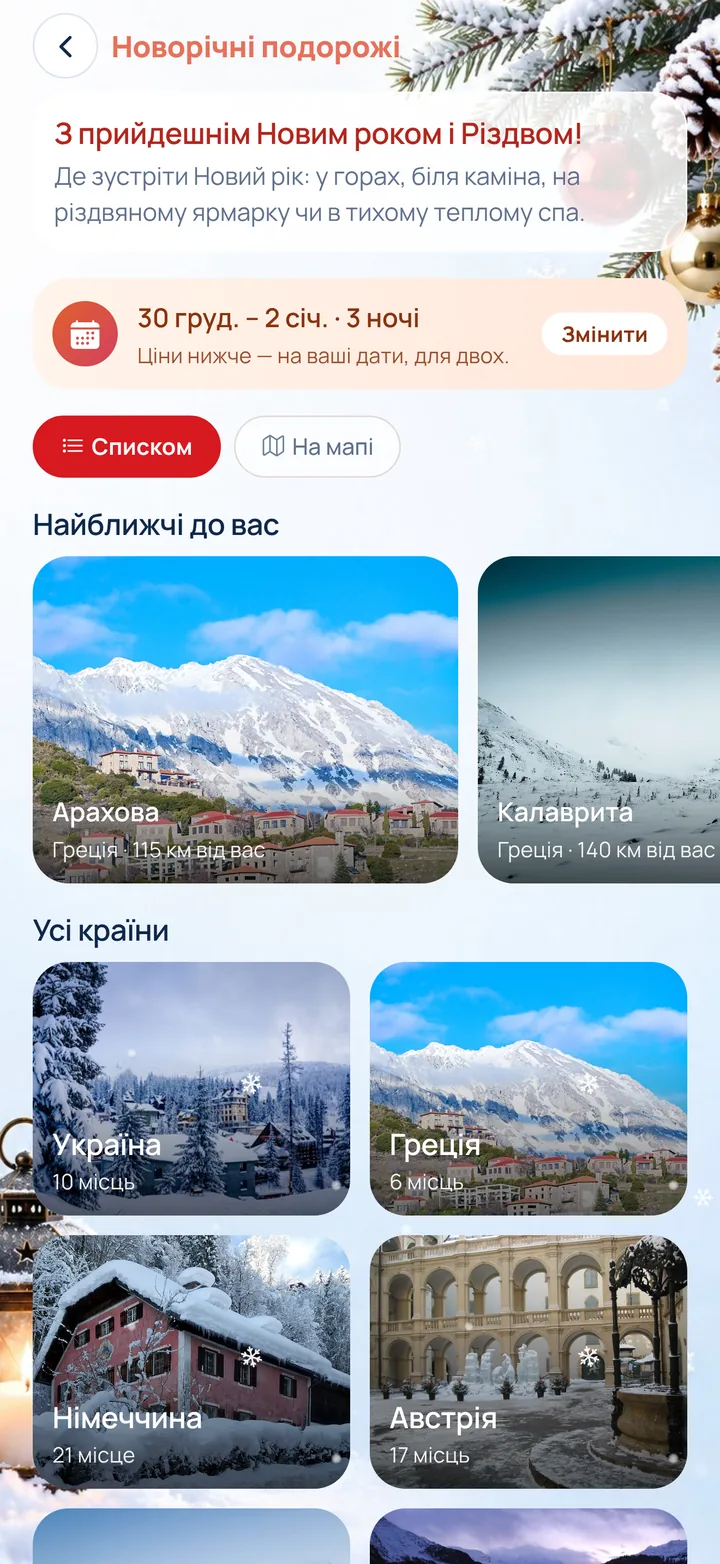 Новорічні подорожі
З прийдешнім Новим роком і Різдвом!
Де зустріти Новий рік: у горах, біля каміна, на
різдвяному ярмарку чи в тихому теплому спа.
30 груд. – 2 січ. · 3 ночі
Ціни нижче — на ваші дати, для двох.
Змінити
Списком
На мапі
Найближчі до вас
Арахова
Греція · 115 км від вас
Калаврита
Греція · 140 км від вас
Усі країни
Україна
10 місць
Греція
6 місць
Німеччина
21 місце
Австрія
17 місць